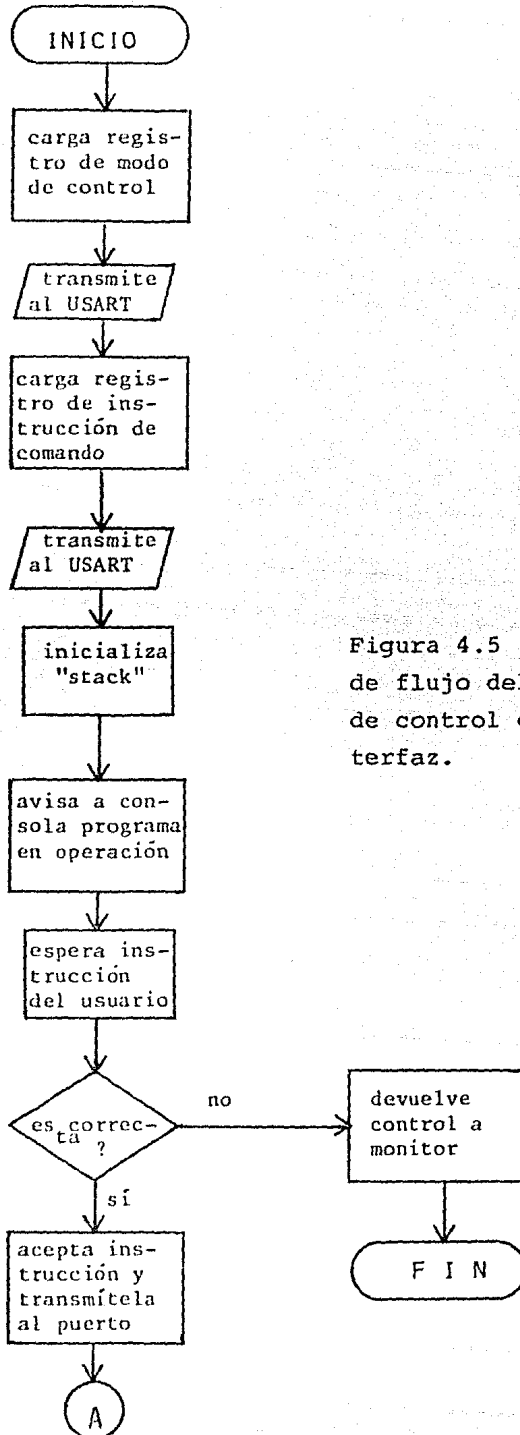 INICIO
carga regis-
tro de modo
de control
transmite
al USART
carga regis-
tro de ins-
trucción de
comando
transmite
al USART
inicializa
"stack"
Figura 4.5
de flujo del
de control
terfaz.
avisa a con-
sola programa
en operación
espera ins-
trucción
del usuario
es correc-
ta ?
no
devuelve
control a
monitor
F I N
sí
acepta ins-
trucción y
transmítela
al puerto
A